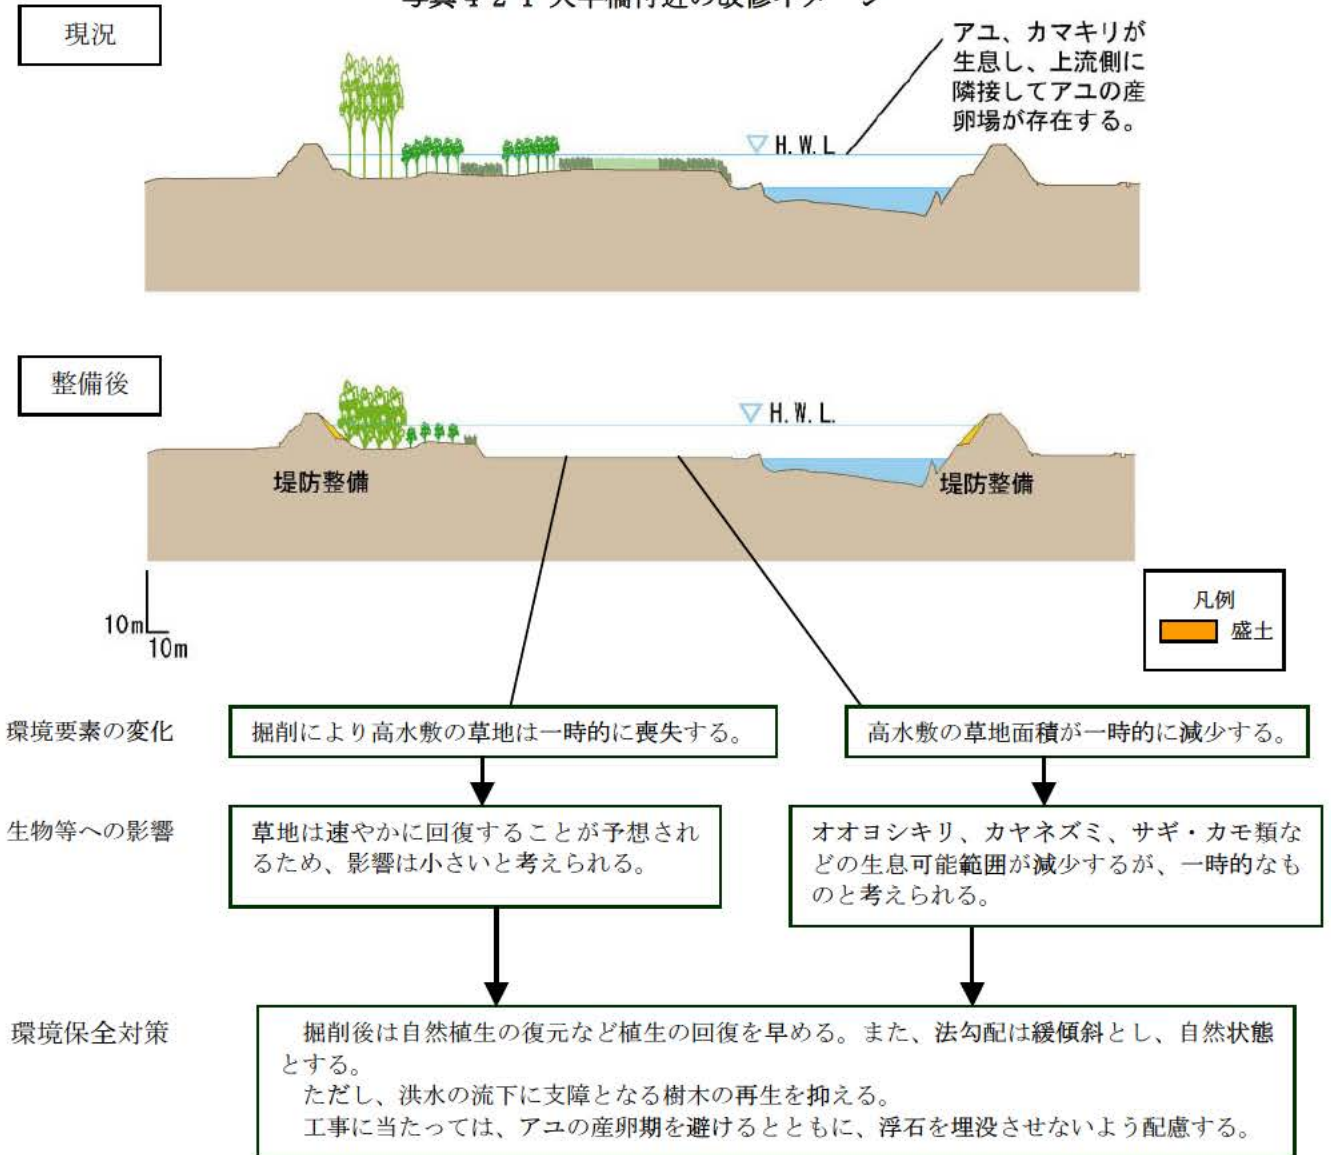 現況
アユ、カマキリが
生息し、上流側に
隣接してアユの産
卵場が存在する。
H.W.L
整備後
H.W.L.
堤防整備
堤防整備
10m
10m
凡例
盛土
環境要素の変化
掘削により高水敷の草地は一時的に喪失する。
高水敷の草地面積が一時的に減少する。
生物等への影響
草地は速やかに回復することが予想され
るため、影響は小さいと考えられる。
オオヨシキリ、カヤネズミ、サギ・カモ類な
どの生息可能範囲が減少するが、一時的なも
のと考えられる。
環境保全対策
掘削後は自然植生の復元など植生の回復を早める。また、法勾配は緩傾斜とし、自然状態
とする。
ただし、洪水の流下に支障となる樹木の再生を抑える。
工事に当たっては、アユの産卵期を避けるとともに、浮石を埋没させないよう配慮する。